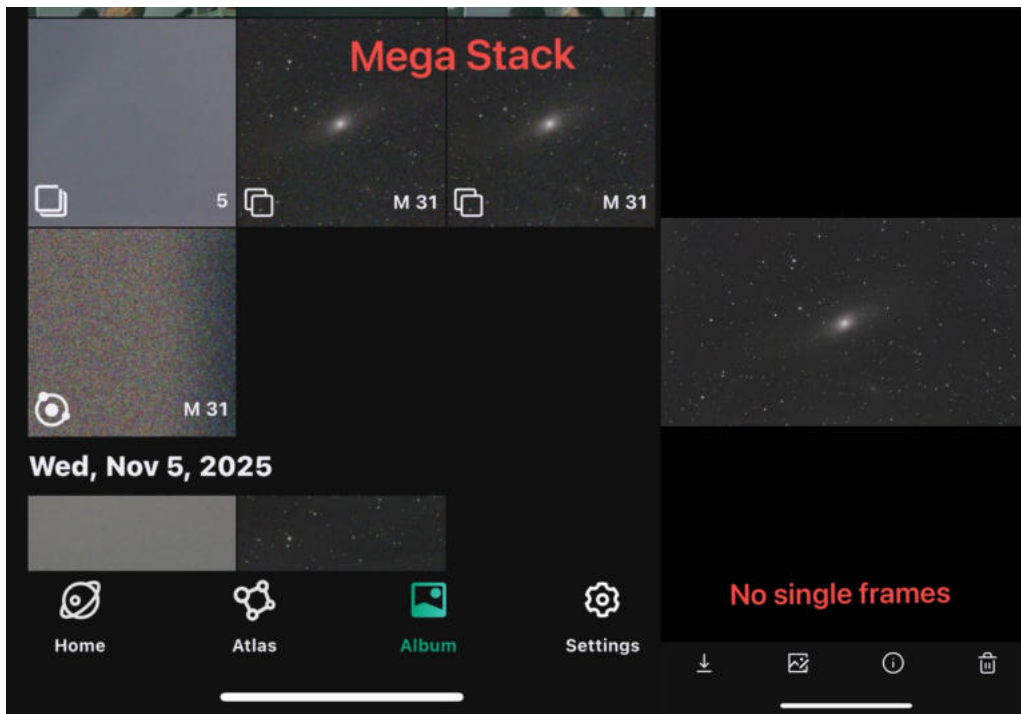 Mega Stack
5
M 31
M 31
M 31
Wed, Nov 5, 2025
No single frames
Home
Atlas
Album
Settings